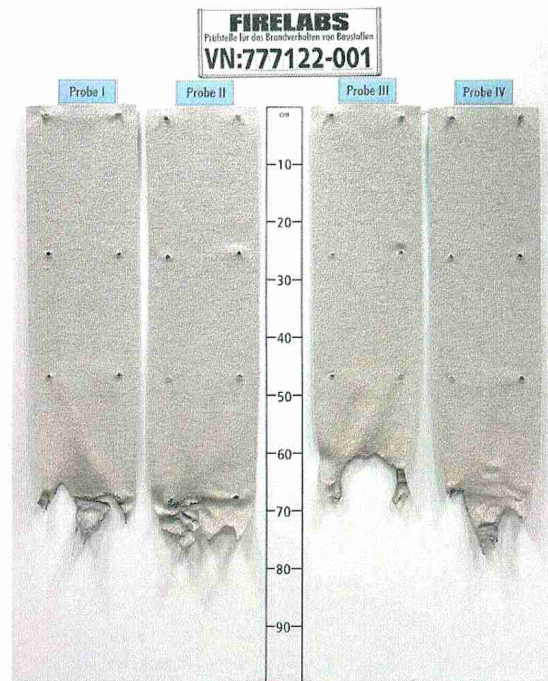 FIRELABS
Prüfstelle für das Brandverhalten von Baustoffen
VN:777122-001
Probe I
Probe II
Probe III
Probe IV
cm
10
20
30
40
50
60
70
80
90